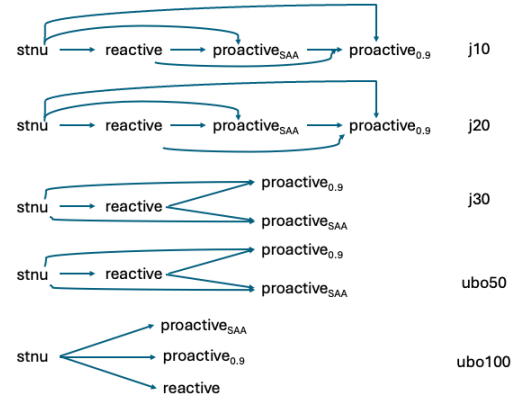 stnu reactive proactiveSAA proactive0.9 j10
stnu reactive proactiveSAA proactive0.9 j20
proactive0.9
stnu reactive j30
proactiveSAA
proactive0.9
stnu reactive ubo50
proactiveSAA
proactiveSAA
stnu proactive0.9 ubo100
reactive